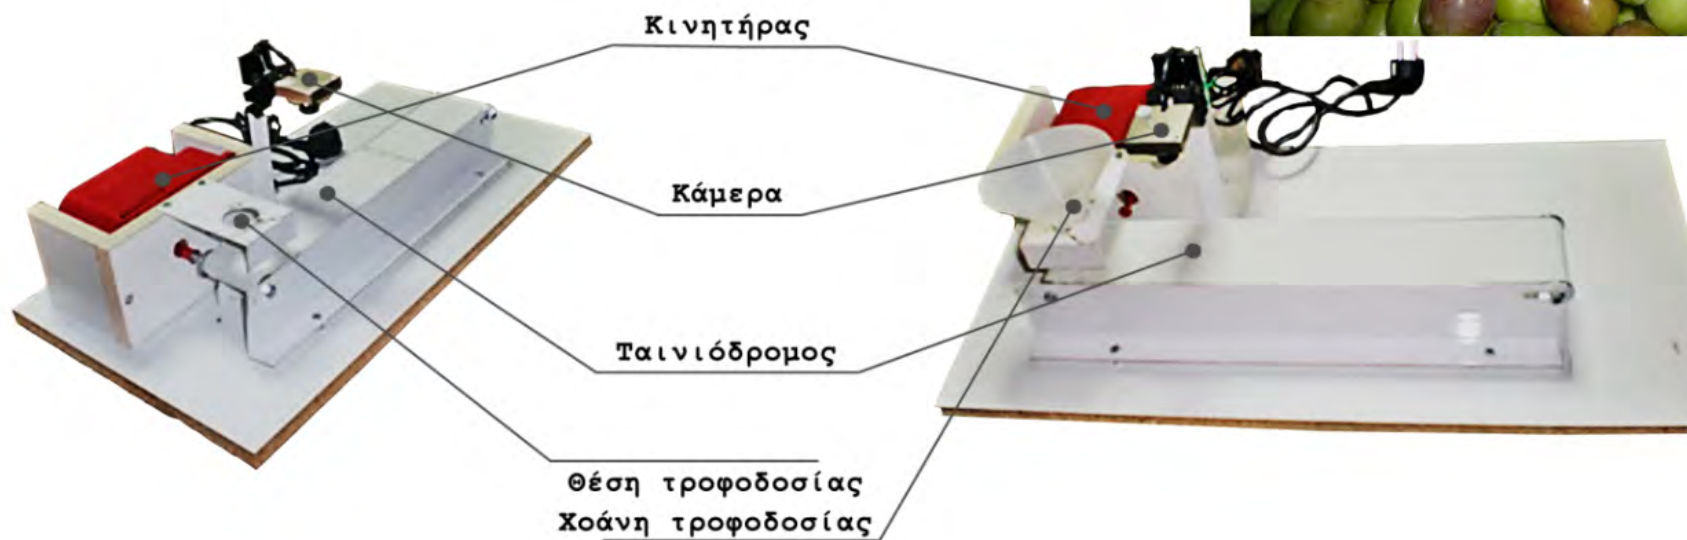 Κινητήρας
Κάμερα
Ταινιόδρομος
Θέση τροφοδοσίας
Χοάνη τροφοδοσίας